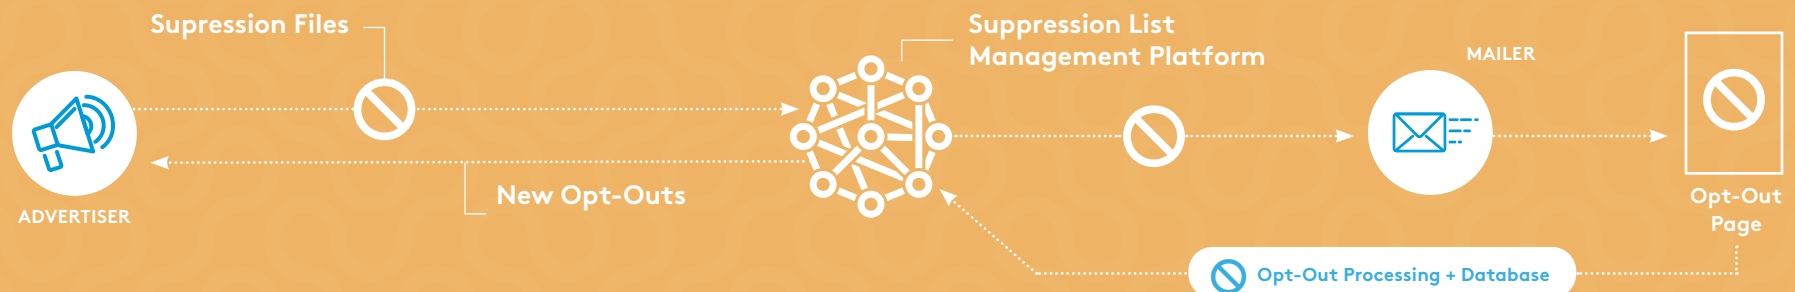 Supression Files
Suppression List
Management Platform
MAILER
New Opt-Outs
ADVERTISER
Opt-Out
Page
Opt-Out Processing + Database